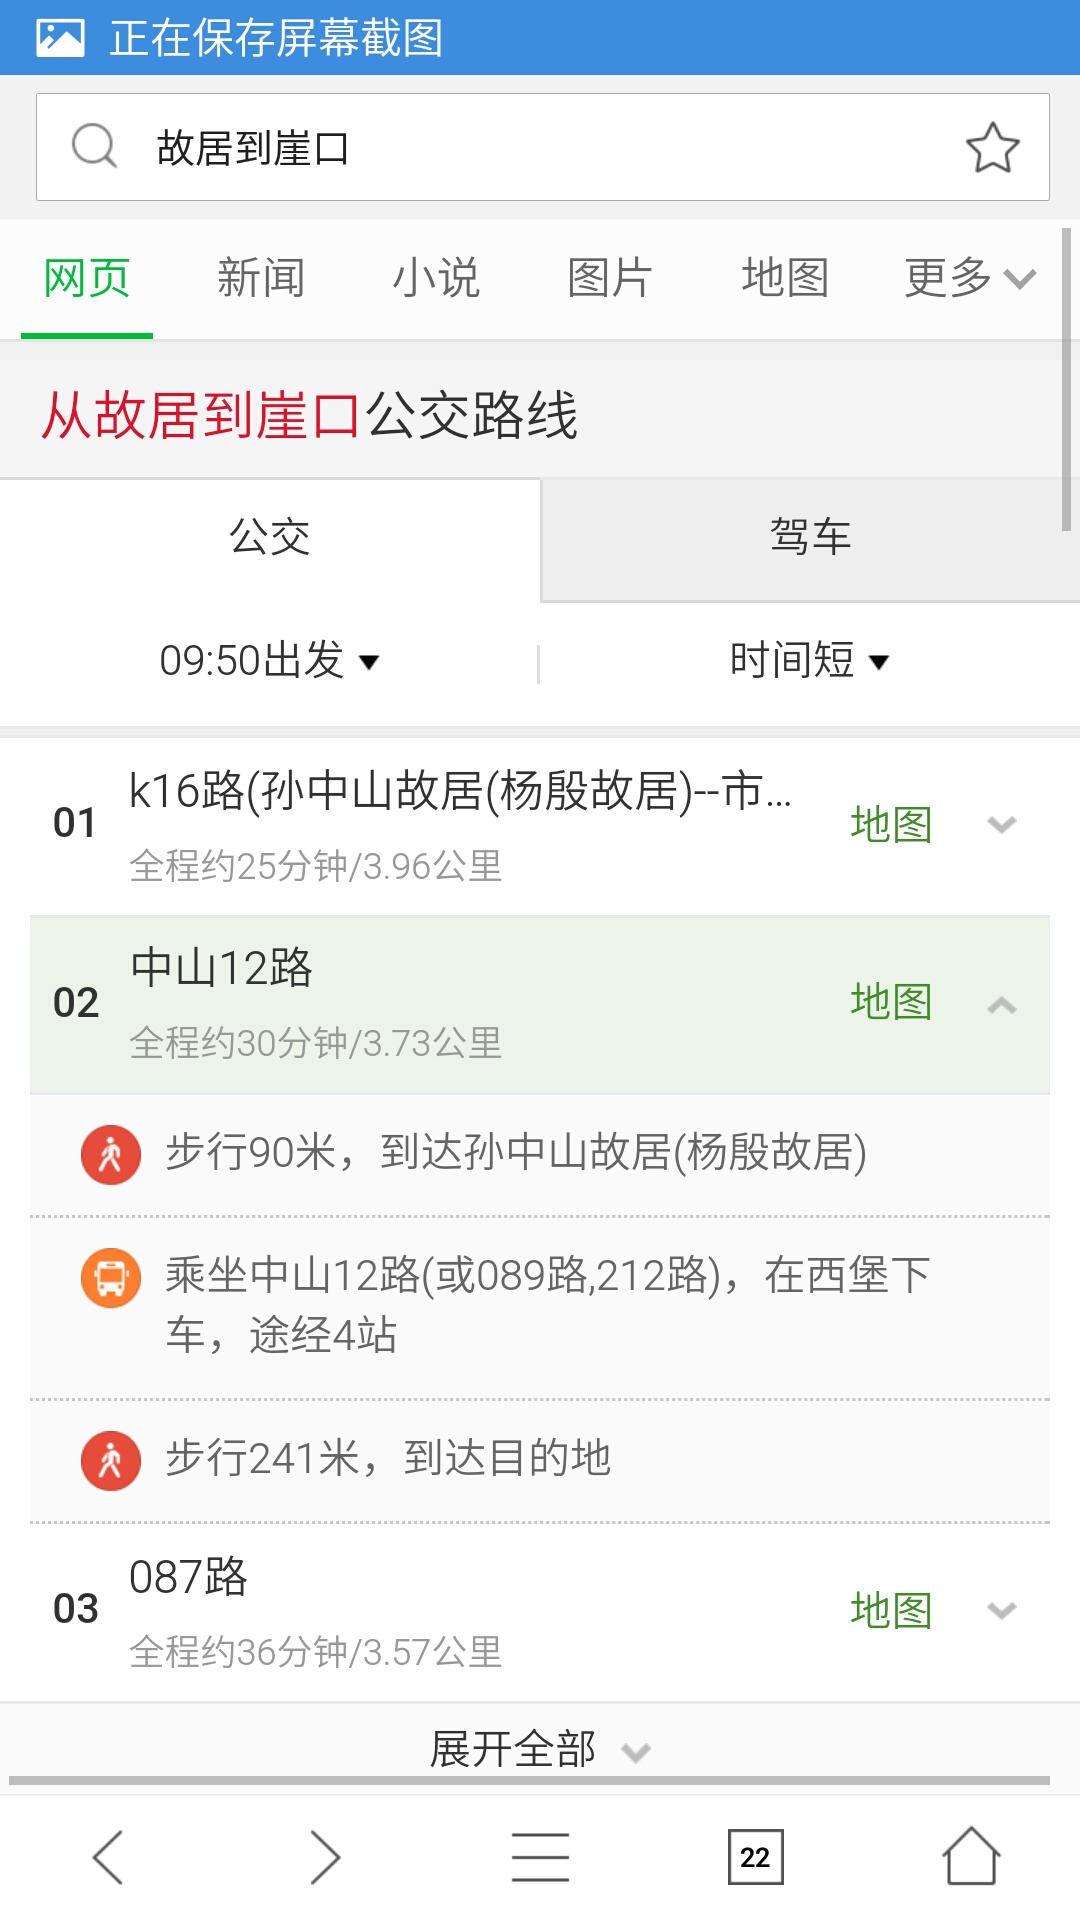 正在保存屏幕截图
故居到崖口
网页 新闻 小说 图片 地图 更多
从故居到崖口公交路线
公交 驾车
09:50出发 时间短
01 k16路(孙中山故居(杨殷故居)--市... 地图
全程约25分钟/3.96公里
02 中山12路 地图
全程约30分钟/3.73公里
步行90米，到达孙中山故居(杨殷故居)
乘坐中山12路(或089路,212路)，在西堡下
车，途经4站
步行241米，到达目的地
03 087路 地图
全程约36分钟/3.57公里
展开全部
22